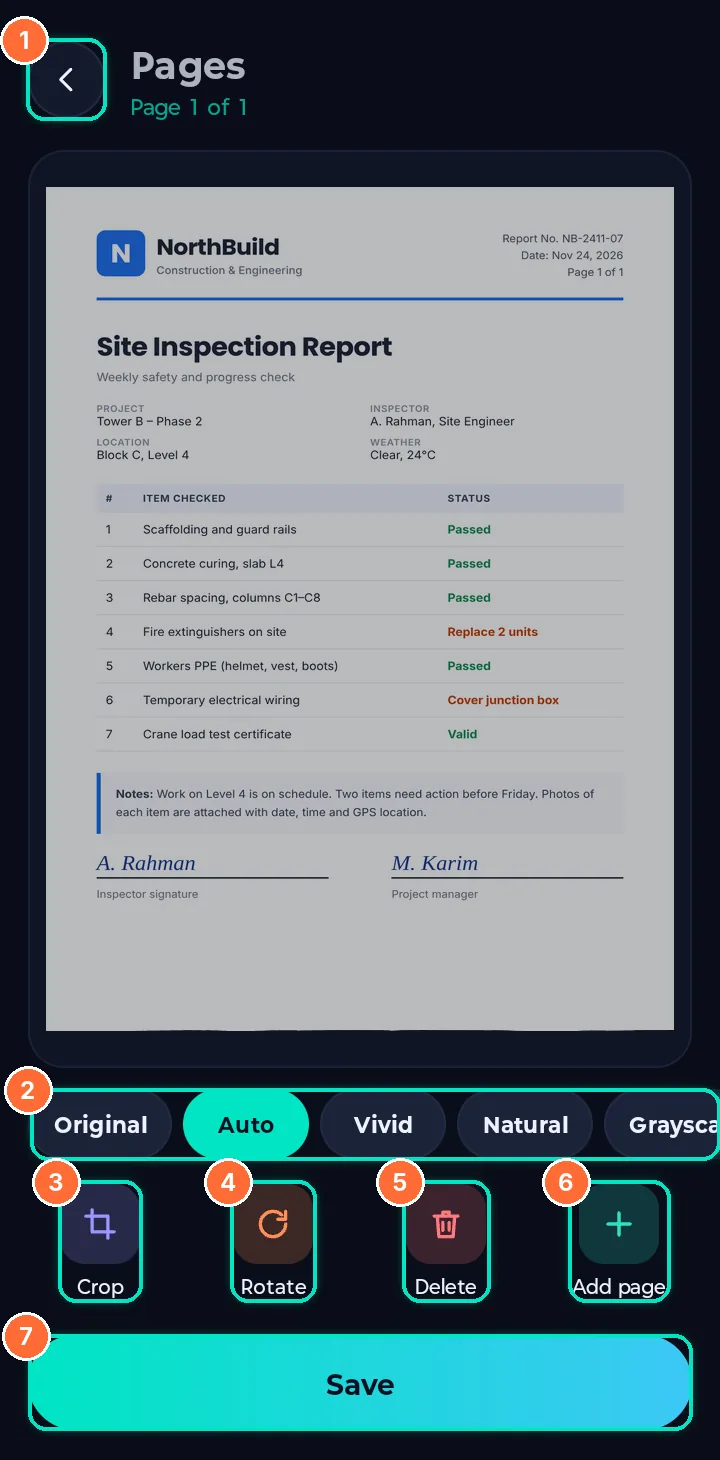 1
Pages
Page 1 of 1
N
NorthBuild
Construction & Engineering
Report No. NB-2411-07
Date: Nov 24, 2026
Page 1 of 1
Site Inspection Report
Weekly safety and progress check
PROJECT
Tower B – Phase 2
INSPECTOR
A. Rahman, Site Engineer
LOCATION
Block C, Level 4
WEATHER
Clear, 24°C
# ITEM CHECKED STATUS
1 Scaffolding and guard rails Passed
2 Concrete curing, slab L4 Passed
3 Rebar spacing, columns C1–C8 Passed
4 Fire extinguishers on site Replace 2 units
5 Workers PPE (helmet, vest, boots) Passed
6 Temporary electrical wiring Cover junction box
7 Crane load test certificate Valid
Notes: Work on Level 4 is on schedule. Two items need action before Friday. Photos of
each item are attached with date, time and GPS location.
A. Rahman
Inspector signature
M. Karim
Project manager
2
Original Auto Vivid Natural Graysca
3 4 5 6
Crop Rotate Delete Add page
7
Save